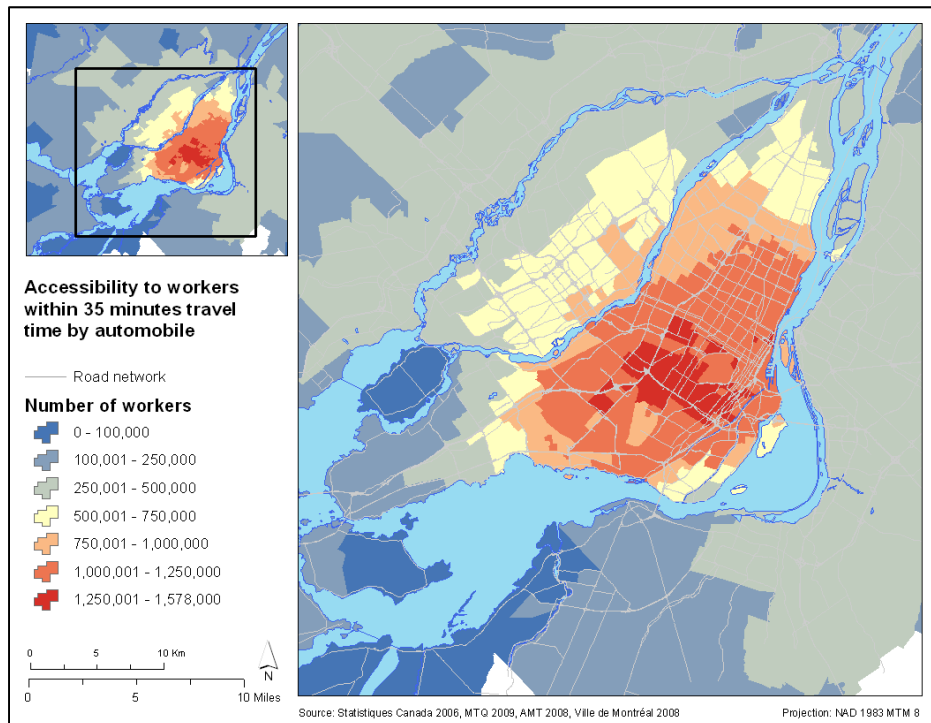 Accessibility to workers
within 35 minutes travel
time by automobile
Road network
Number of workers
0 - 100,000
100,001 - 250,000
250,001 - 500,000
500,001 - 750,000
750,001 - 1,000,000
1,000,001 - 1,250,000
1,250,001 - 1,578,000
0 5 10 Km
N
0 5 10 Miles
Source: Statistiques Canada 2006, MTQ 2009, AMT 2008, Ville de Montréal 2008
Projection: NAD 1983 MTM 8